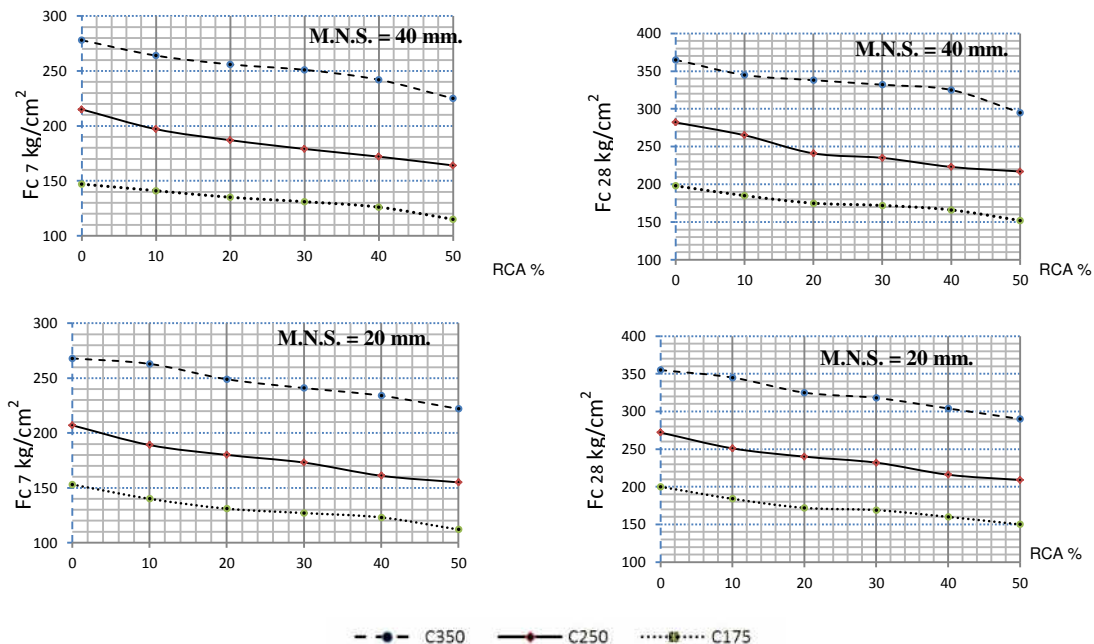 M.N.S. = 40 mm.
300
250
200
150
100
Fc 7 kg/cm²
0 10 20 30 40 50
RCA %
M.N.S. = 40 mm.
400
350
300
250
200
150
100
Fc 28 kg/cm²
0 10 20 30 40 50
RCA %
M.N.S. = 20 mm.
300
250
200
150
100
Fc 7 kg/cm²
0 10 20 30 40 50
M.N.S. = 20 mm.
400
350
300
250
200
150
100
Fc 28 kg/cm²
0 10 20 30 40 50
RCA %
C350 C250 C175